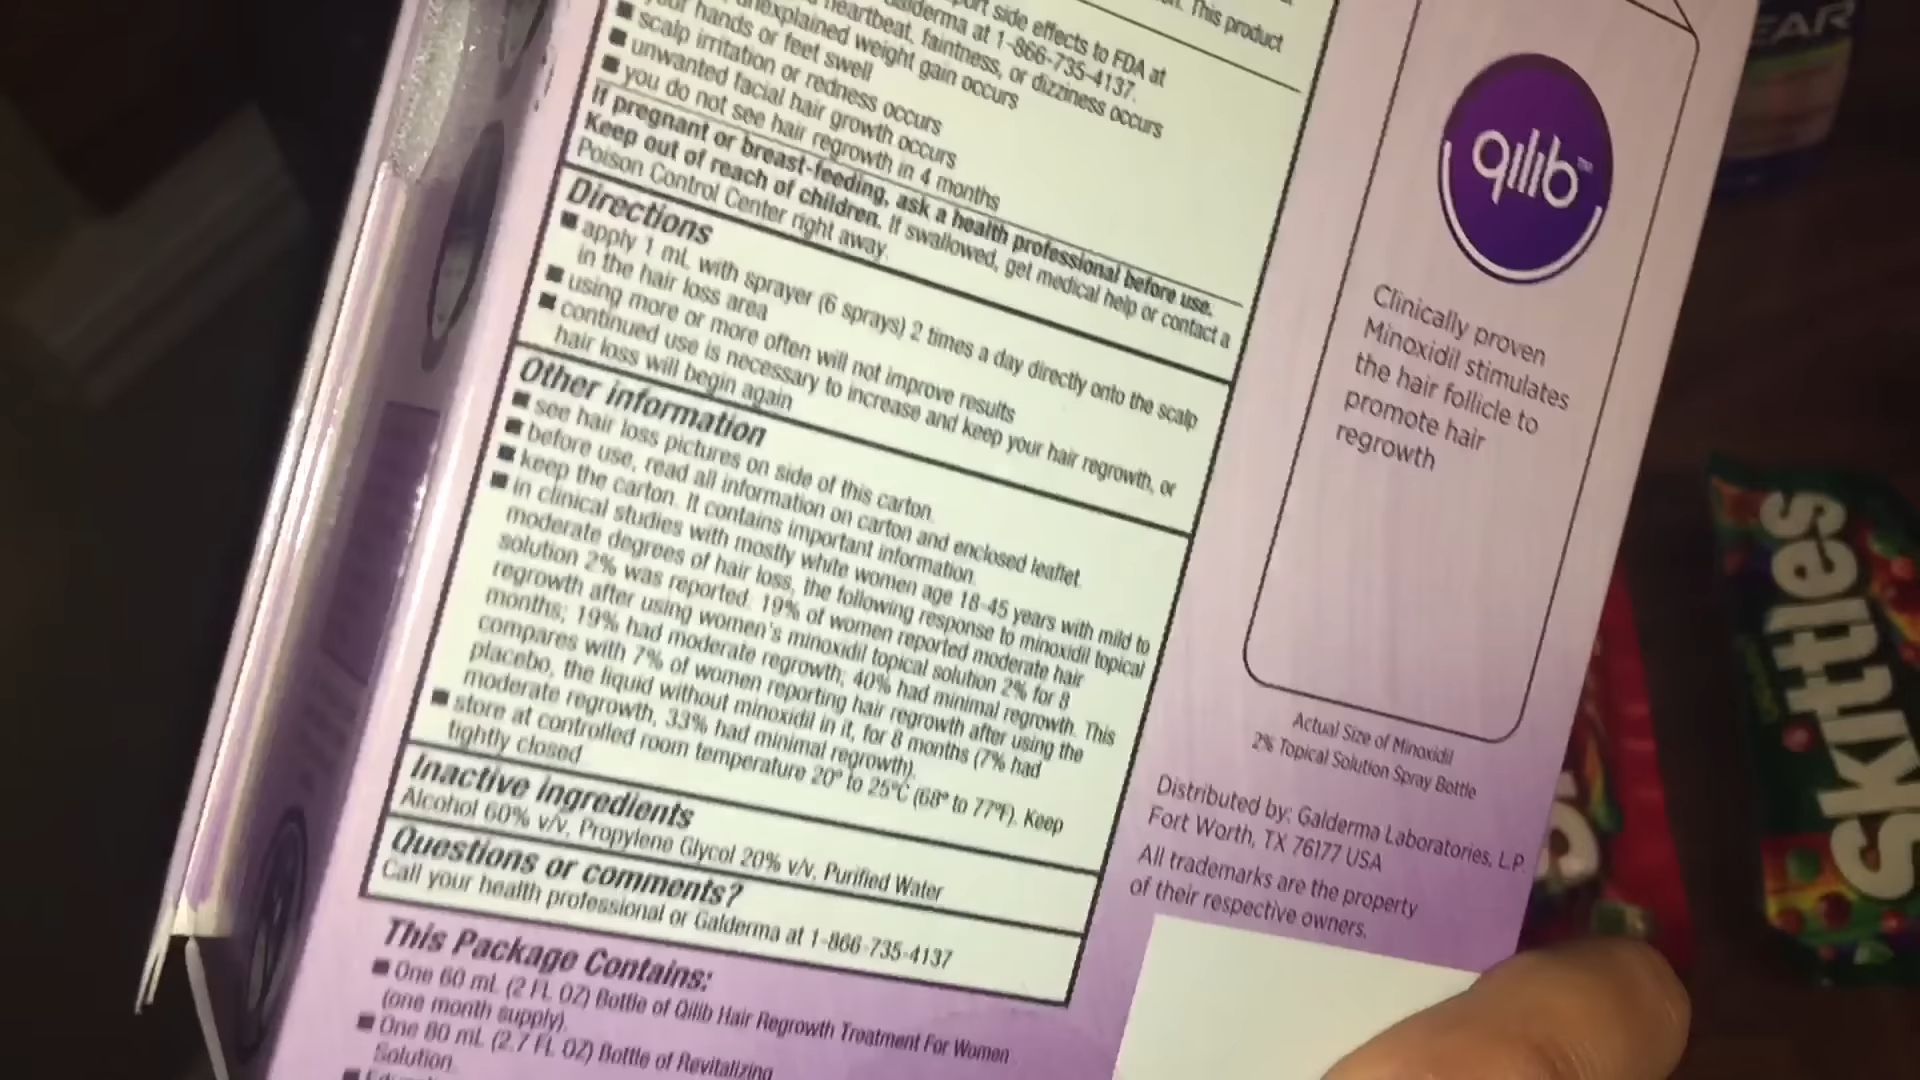 n. This product
port side effects to FDA at
alderma at 1-866-735-4137.
heartbeat, faintness, or dizziness occurs
unexplained weight gain occurs
your hands or feet swell
■ scalp irritation or redness occurs
■ unwanted facial hair growth occurs
■ you do not see hair regrowth in 4 months
If pregnant or breast-feeding, ask a health professional before use.
Keep out of reach of children. If swallowed, get medical help or contact a
Poison Control Center right away.
Directions
■ apply 1 mL with sprayer (6 sprays) 2 times a day directly onto the scalp
in the hair loss area
■ using more or more often will not improve results
■ continued use is necessary to increase and keep your hair regrowth, or
hair loss will begin again
Other information
■ see hair loss pictures on side of this carton.
■ before use, read all information on carton and enclosed leaflet.
■ keep the carton. It contains important information.
■ in clinical studies with mostly white women age 18-45 years with mild to
moderate degrees of hair loss, the following response to minoxidil topical
solution 2% was reported. 19% of women reported moderate hair
regrowth after using women's minoxidil topical solution 2% for 8
months; 19% had moderate regrowth; 40% had minimal regrowth. This
compares with 7% of women reporting hair regrowth after using the
placebo, the liquid without minoxidil in it, for 8 months (7% had
moderate regrowth, 33% had minimal regrowth).
■ store at controlled room temperature 20° to 25°C (68° to 77°F). Keep
tightly closed
Inactive ingredients
Alcohol 60% v/v, Propylene Glycol 20% v/v, Purified Water
Questions or comments?
Call your health professional or Galderma at 1-866-735-4137
This Package Contains:
■ One 60 mL (2 FL OZ) Bottle of Qilib Hair Regrowth Treatment For Women
(one month supply).
■ One 80 mL (2.7 FL OZ) Bottle of Revitalizing
Solution.
qilib™
Clinically proven
Minoxidil stimulates
the hair follicle to
promote hair
regrowth
Actual Size of Minoxidil
2% Topical Solution Spray Bottle
Distributed by: Galderma Laboratories, L.P.
Fort Worth, TX 76177 USA
All trademarks are the property
of their respective owners.
EAR
Skittles